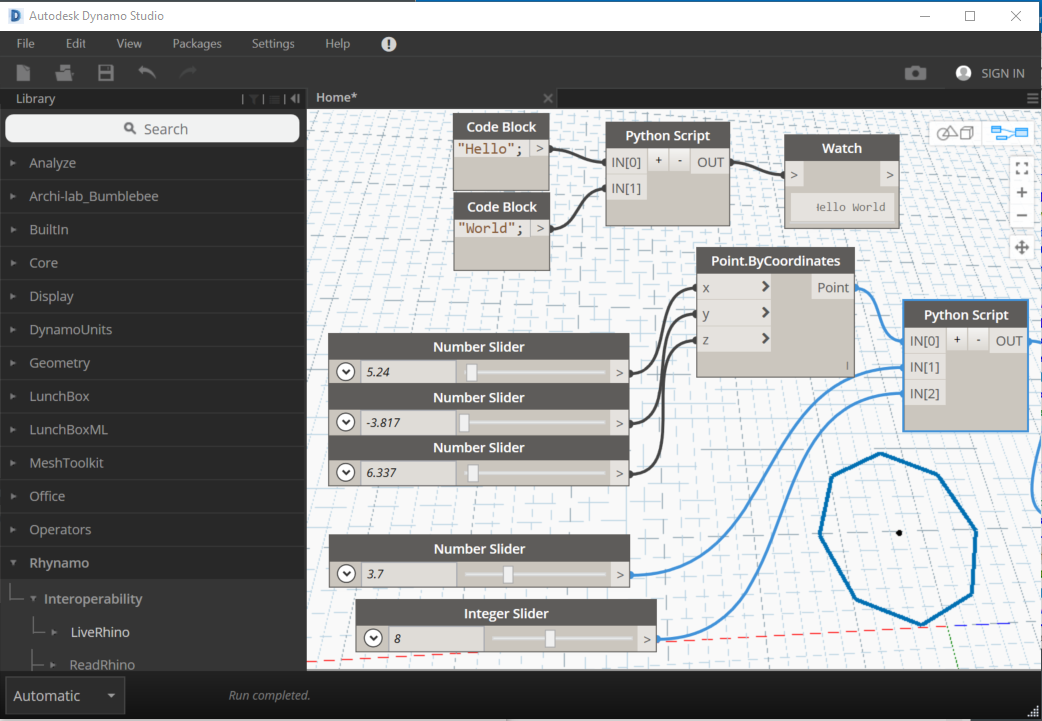 Autodesk Dynamo Studio
File Edit View Packages Settings Help
SIGN IN
Library
Home*
Search
Analyze
Archi-lab_Bumblebee
BuiltIn
Core
Display
DynamoUnits
Geometry
LunchBox
LunchBoxML
MeshToolkit
Office
Operators
Rhynamo
Interoperability
LiveRhino
ReadRhino
Code Block
"Hello"; >
Code Block
"World"; >
Python Script
IN[0] + - OUT
IN[1]
Watch
> >
Hello World
Point.ByCoordinates
x > Point
y >
z >
Python Script
IN[0] + - OUT
IN[1]
IN[2]
Number Slider
5.24 >
Number Slider
-3.817 >
Number Slider
6.337 >
Number Slider
3.7 >
Integer Slider
8 >
Automatic
Run completed.